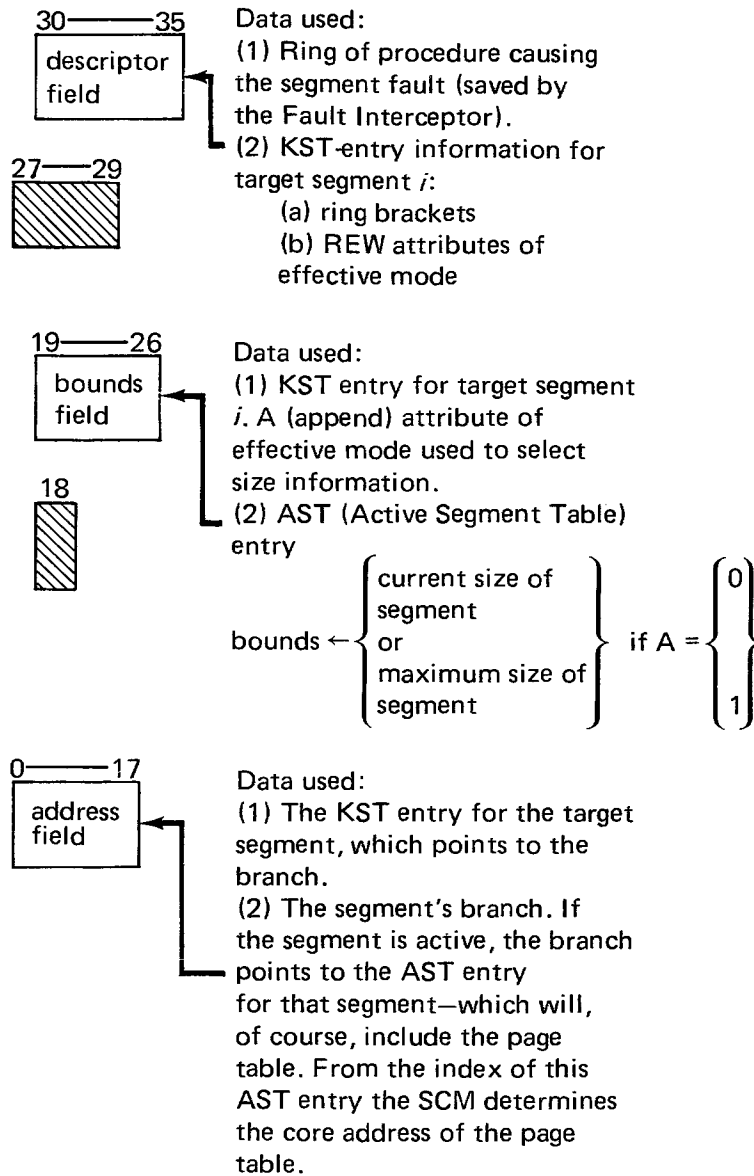 30 35
descriptor
field
Data used:
(1) Ring of procedure causing
the segment fault (saved by
the Fault Interceptor).
(2) KST-entry information for
target segment i:
(a) ring brackets
(b) REW attributes of
effective mode
27 29
19 26
bounds
field
Data used:
(1) KST entry for target segment
i. A (append) attribute of
effective mode used to select
size information.
(2) AST (Active Segment Table)
entry
18
bounds ← { current size of
segment
or
maximum size of
segment } if A = { 0
1 }
0 17
address
field
Data used:
(1) The KST entry for the target
segment, which points to the
branch.
(2) The segment's branch. If
the segment is active, the branch
points to the AST entry
for that segment—which will,
of course, include the page
table. From the index of this
AST entry the SCM determines
the core address of the page
table.